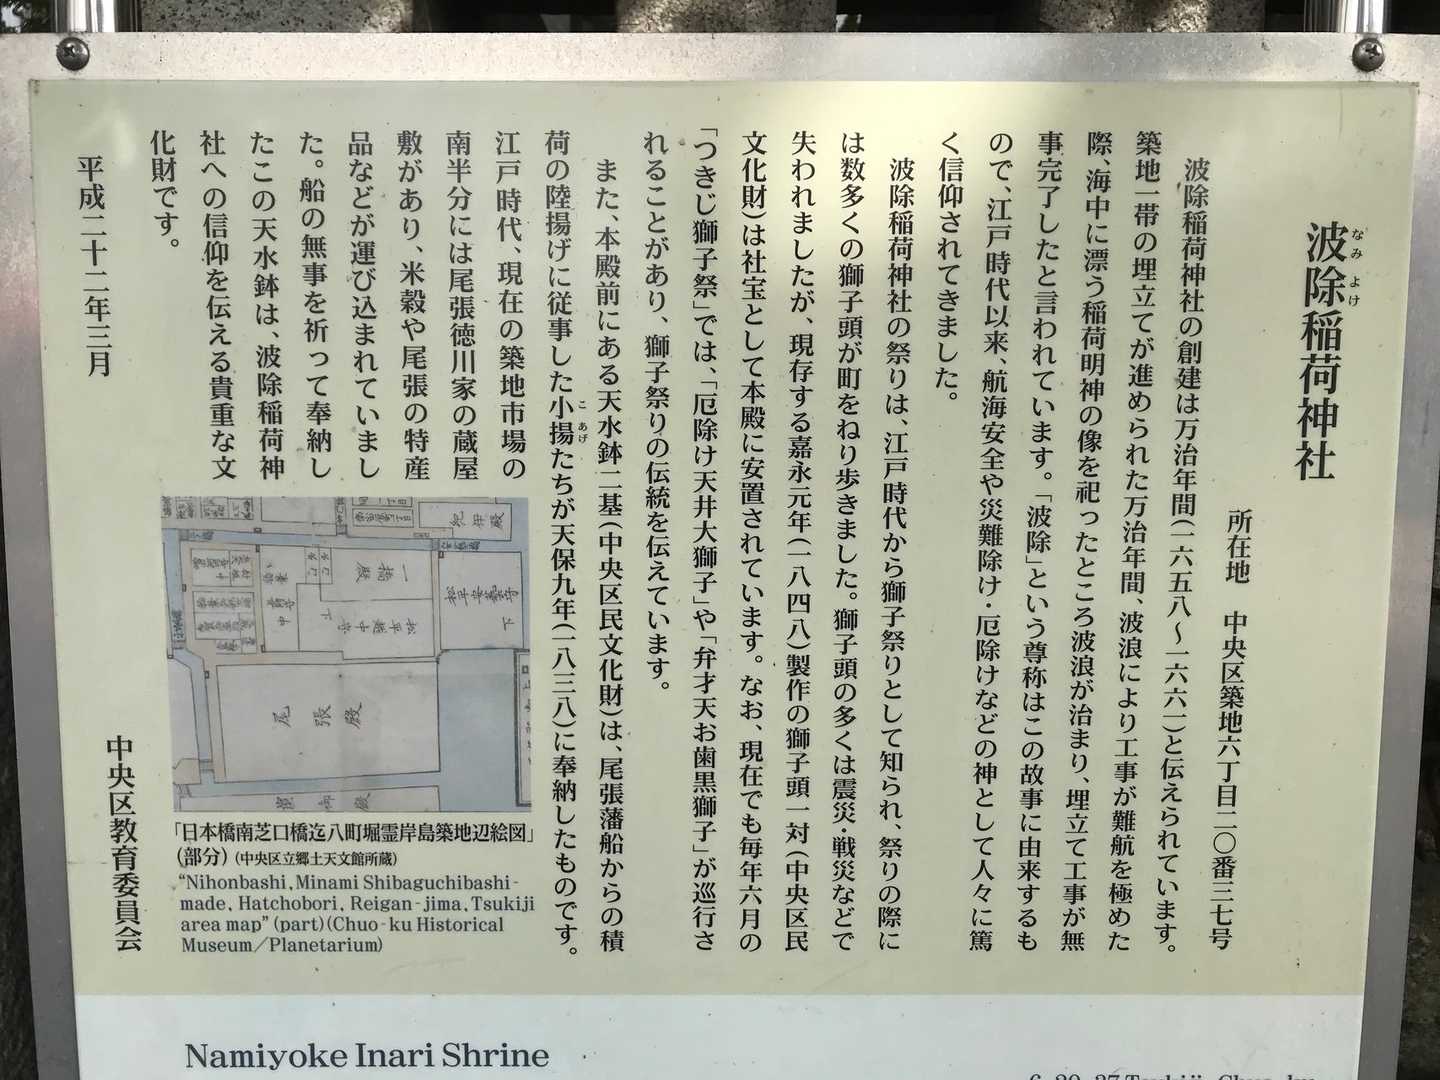 波除稲荷神社
なみよけ
所在地　中央区築地六丁目二〇番三七号
波除稲荷神社の創建は万治年間(一六五八～一六六一)と伝えられています。
築地一帯の埋立てが進められた万治年間、波浪により工事が難航を極めた
際、海中に漂う稲荷明神の像を祀ったところ波浪が治まり、埋立て工事が無
事完了したと言われています。「波除」という尊称はこの故事に由来するも
ので、江戸時代以来、航海安全や災難除け・厄除けなどの神として人々に篤
く信仰されてきました。
波除稲荷神社の祭りは、江戸時代から獅子祭りとして知られ、祭りの際に
は数多くの獅子頭が町をねり歩きました。獅子頭の多くは震災・戦災などで
失われましたが、現存する嘉永元年(一八四八)製作の獅子頭一対(中央区民
文化財)は社宝として本殿に安置されています。なお、現在でも毎年六月の
「つきじ獅子祭」では、「厄除け天井大獅子」や「弁才天お歯黒獅子」が巡行さ
れることがあり、獅子祭りの伝統を伝えています。
また、本殿前にある天水鉢二基(中央区民文化財)は、尾張藩船からの積
荷の陸揚げに従事した小揚たちが天保九年(一八三八)に奉納したものです。
こあげ
江戸時代、現在の築地市場の
南半分には尾張徳川家の蔵屋
敷があり、米穀や尾張の特産
品などが運び込まれていまし
た。船の無事を祈って奉納し
たこの天水鉢は、波除稲荷神
社への信仰を伝える貴重な文
化財です。
平成二十二年三月
中央区教育委員会
紀伊殿
一橋殿
松平安藝守
下
松平越中守
下
尾張殿
「日本橋南芝口橋迄八町堀霊岸島築地辺絵図」
(部分)(中央区立郷土天文館所蔵)
"Nihonbashi, Minami Shibaguchibashi-
made, Hatchobori, Reigan-jima, Tsukiji
area map" (part)(Chuo-ku Historical
Museum／Planetarium)
Namiyoke Inari Shrine